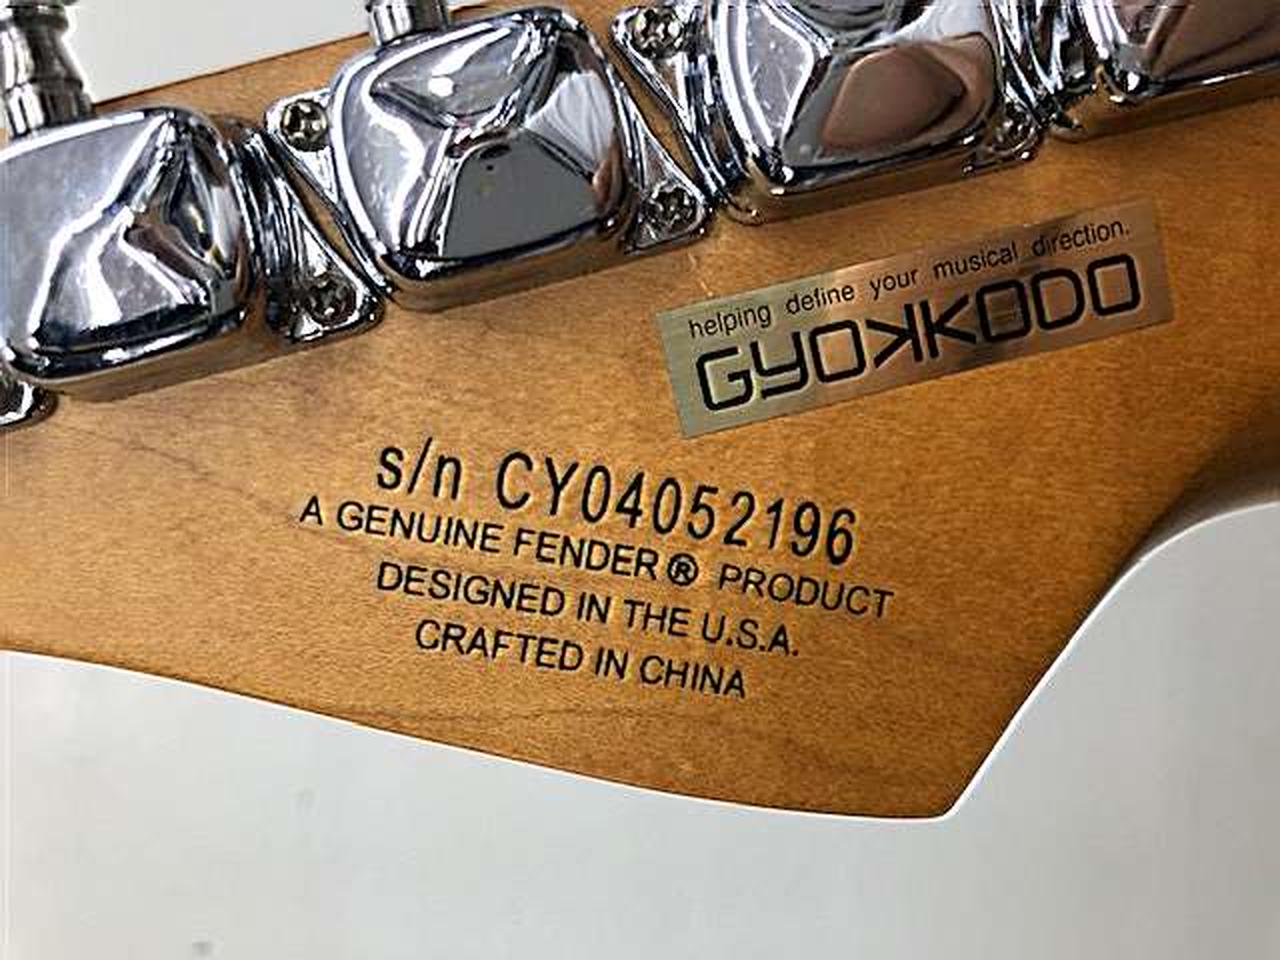 helping define your musical direction.
GYOKKODO
s/n CY04052196
A GENUINE FENDER® PRODUCT
DESIGNED IN THE U.S.A.
CRAFTED IN CHINA